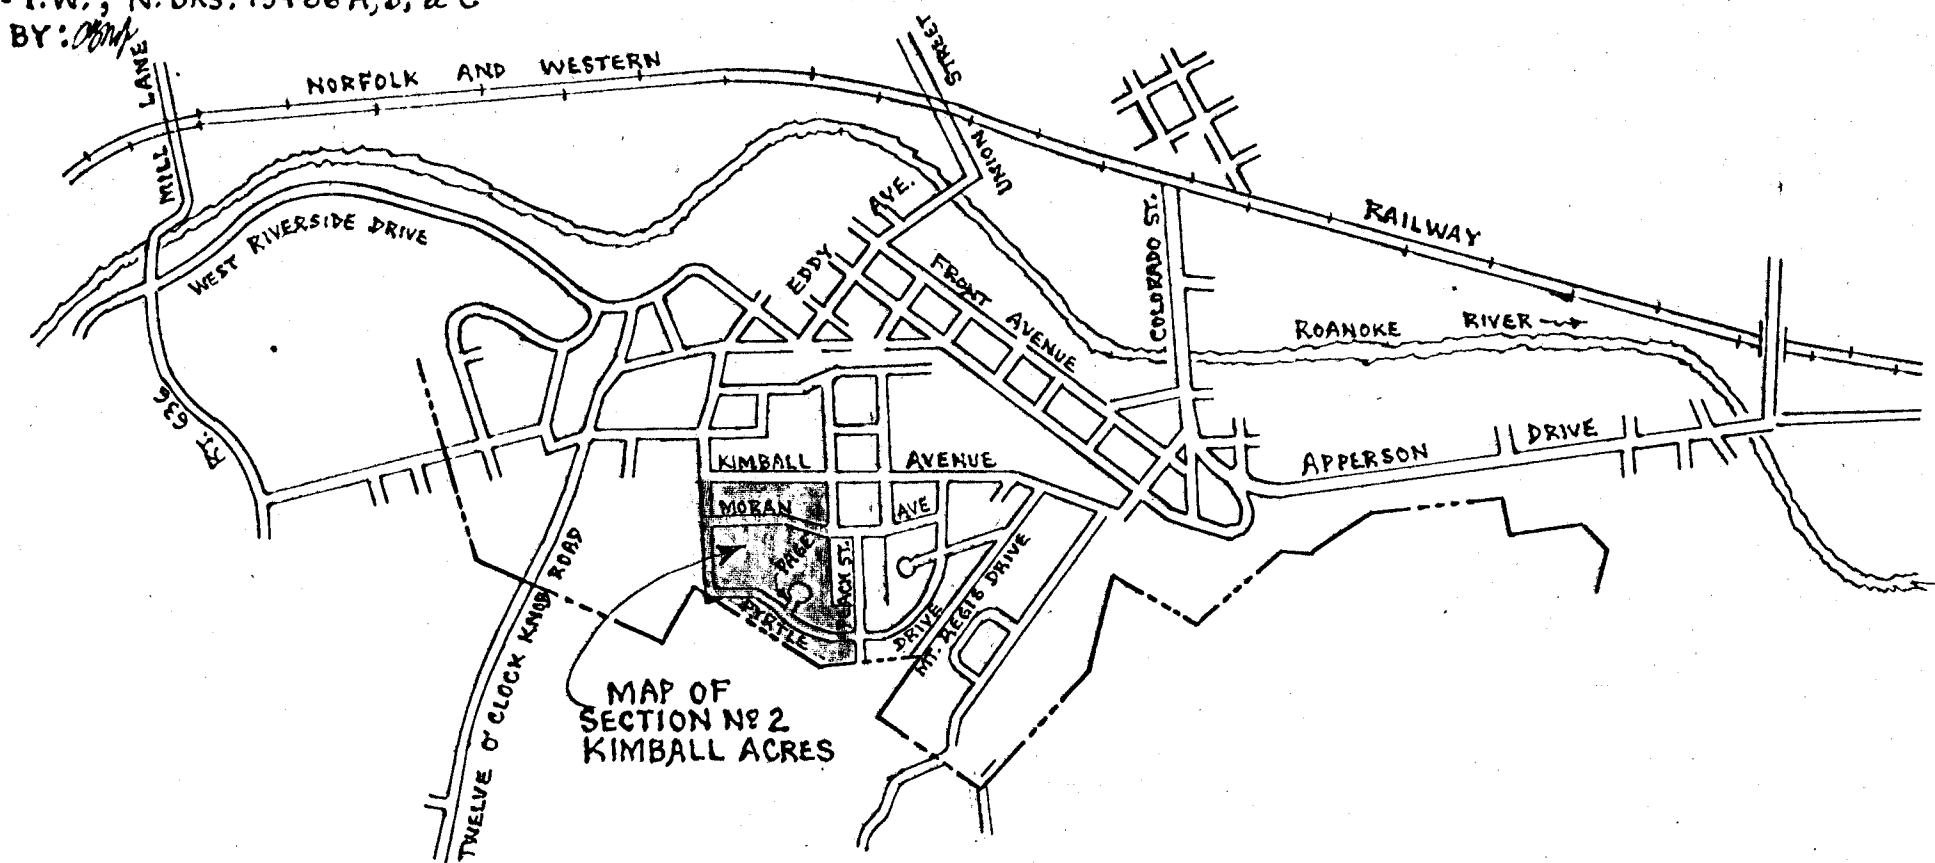 I.W., N. BKS.
BY:
MILL LANE
NORFOLK AND WESTERN
RAILWAY
UNION STREET
WEST RIVERSIDE DRIVE
EDDY AVE.
FRONT AVENUE
COLORADO ST.
ROANOKE RIVER
RT. 636
APPERSON DRIVE
KIMBALL AVENUE
MORAN AVE
PAGE
PEACH ST.
MYRTLE DRIVE
MT. REGIS DRIVE
TWELVE O'CLOCK KNOB ROAD
MAP OF
SECTION Nº 2
KIMBALL ACRES